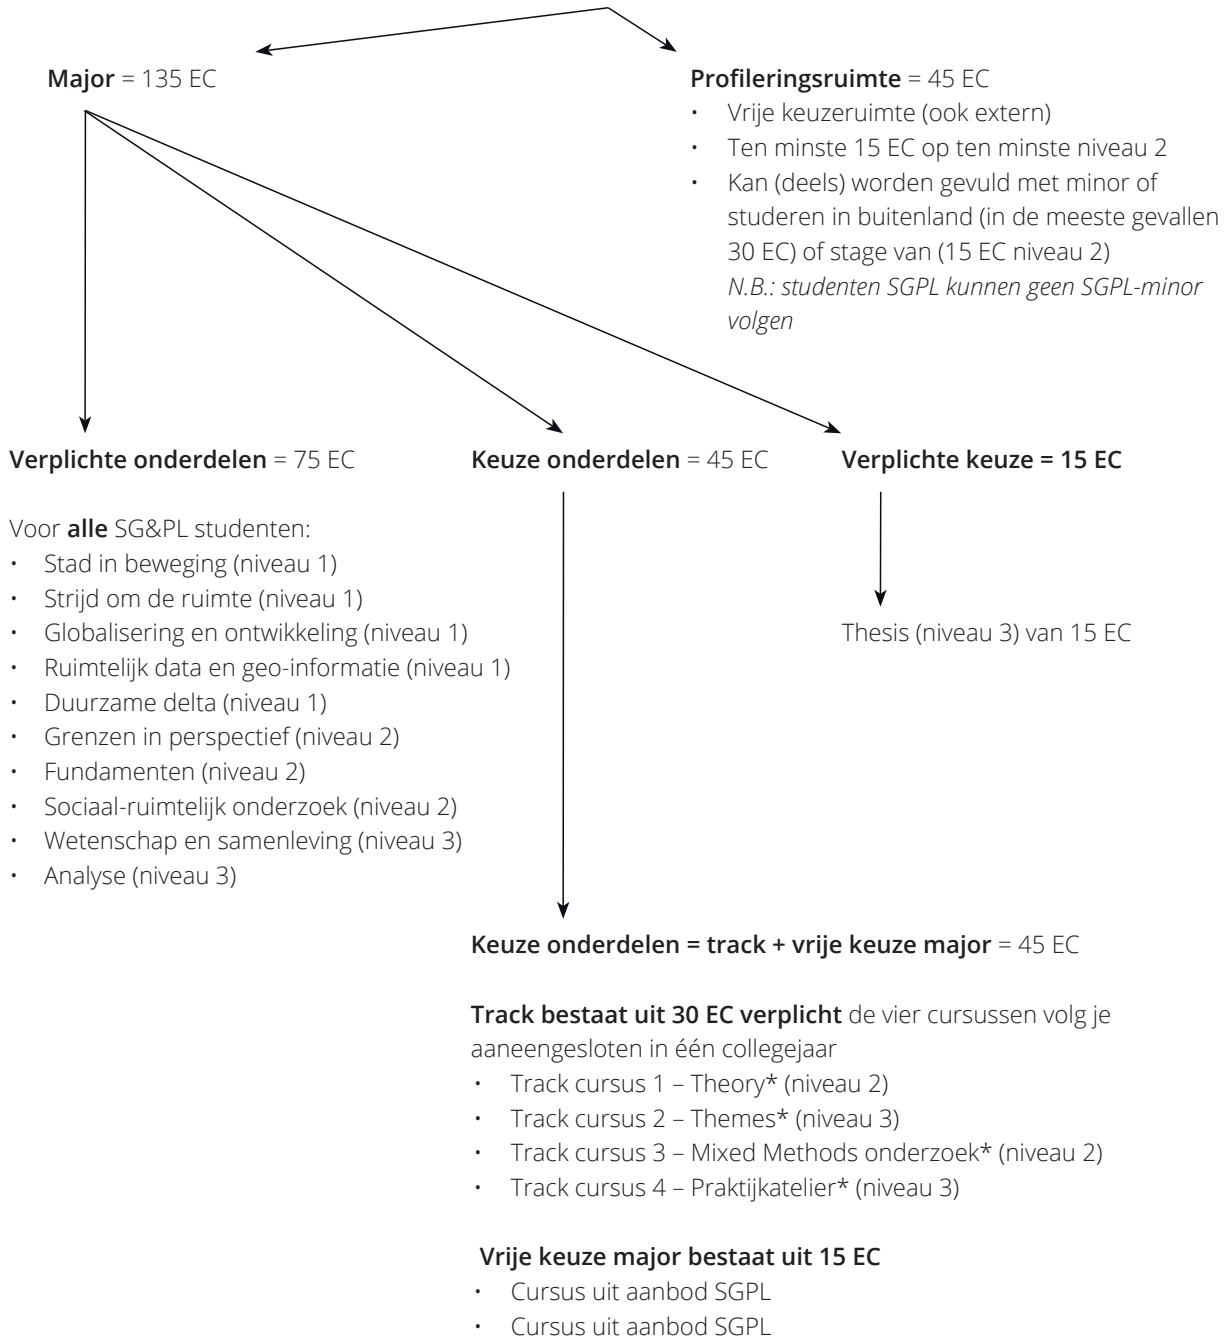 Major = 135 EC
Profileringsruimte = 45 EC
• Vrije keuzeruimte (ook extern)
• Ten minste 15 EC op ten minste niveau 2
• Kan (deels) worden gevuld met minor of
studeren in buitenland (in de meeste gevallen
30 EC) of stage van (15 EC niveau 2)
N.B.: studenten SGPL kunnen geen SGPL-minor
volgen
Verplichte onderdelen = 75 EC
Voor alle SG&PL studenten:
• Stad in beweging (niveau 1)
• Strijd om de ruimte (niveau 1)
• Globalisering en ontwikkeling (niveau 1)
• Ruimtelijk data en geo-informatie (niveau 1)
• Duurzame delta (niveau 1)
• Grenzen in perspectief (niveau 2)
• Fundamenten (niveau 2)
• Sociaal-ruimtelijk onderzoek (niveau 2)
• Wetenschap en samenleving (niveau 3)
• Analyse (niveau 3)
Keuze onderdelen = 45 EC
Verplichte keuze = 15 EC
Thesis (niveau 3) van 15 EC
Keuze onderdelen = track + vrije keuze major = 45 EC
Track bestaat uit 30 EC verplicht de vier cursussen volg je
aaneengesloten in één collegejaar
• Track cursus 1 – Theory* (niveau 2)
• Track cursus 2 – Themes* (niveau 3)
• Track cursus 3 – Mixed Methods onderzoek* (niveau 2)
• Track cursus 4 – Praktijkatelier* (niveau 3)
Vrije keuze major bestaat uit 15 EC
• Cursus uit aanbod SGPL
• Cursus uit aanbod SGPL